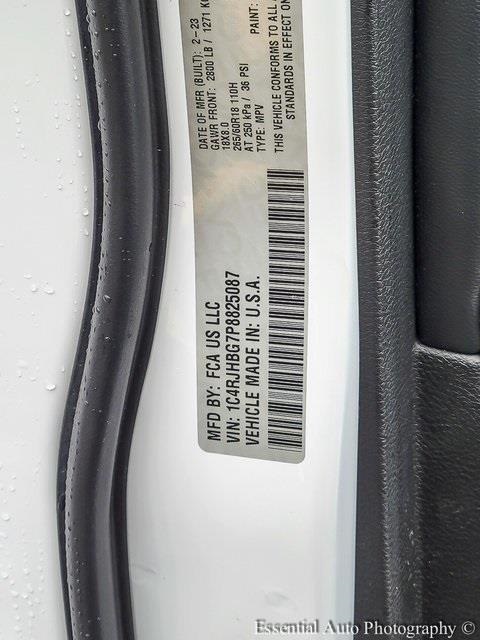 MFD BY: FCA US LLC
DATE OF MFR (BUILT): 2-23
GAWR FRONT: 2800 LB / 1271 K
18X8.0
265/60R18 110H
AT 250 kPa / 36 PSI
TYPE: MPV
PAINT:
THIS VEHICLE CONFORMS TO ALL
STANDARDS IN EFFECT ON
VIN: 1C4RJHBG7P8825087
VEHICLE MADE IN: U.S.A.
Essential Auto Photography ©